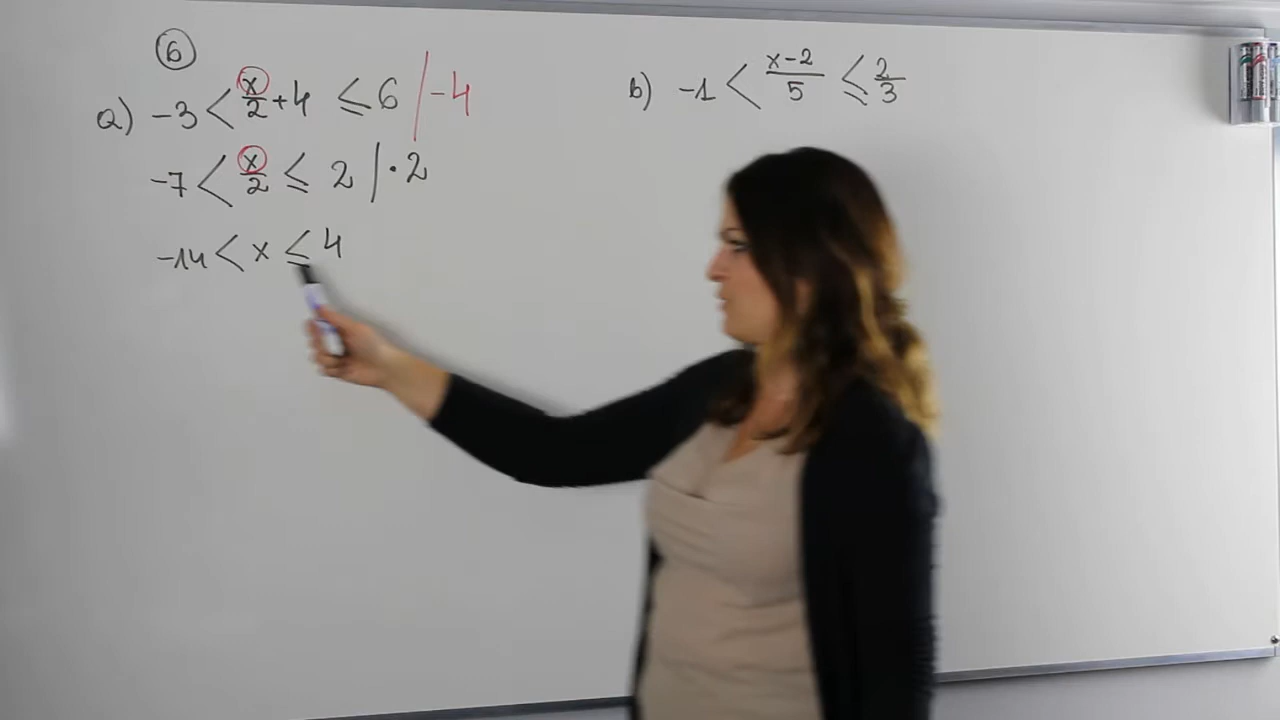 6
a) -3 < x/2 + 4 ≤ 6 | -4
-7 < x/2 ≤ 2 | · 2
-14 < x ≤ 4
b) -1 < x-2/5 ≤ 2/3